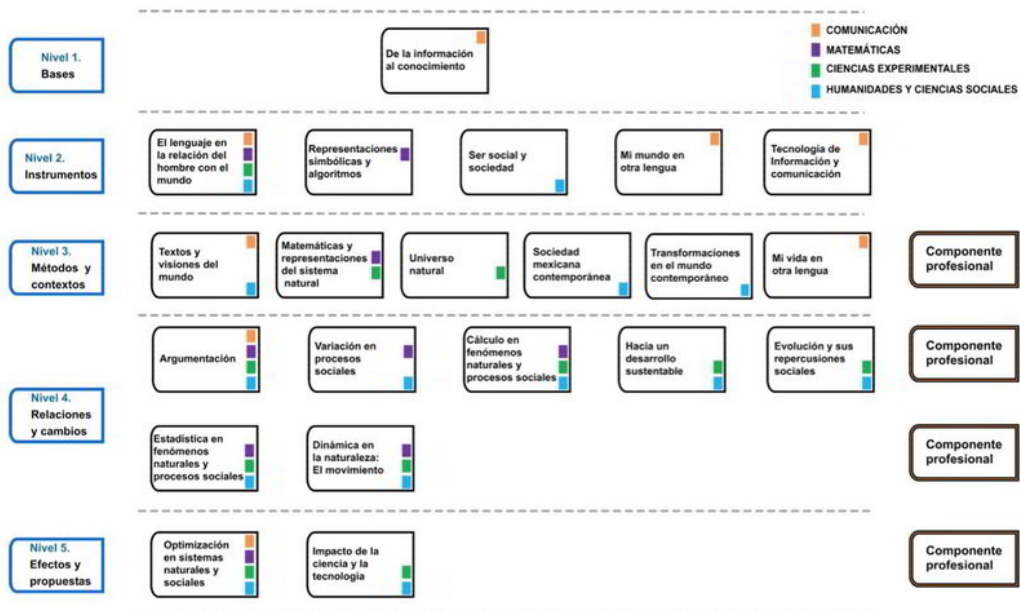 COMUNICACIÓN
MATEMÁTICAS
CIENCIAS EXPERIMENTALES
HUMANIDADES Y CIENCIAS SOCIALES
Nivel 1.
Bases
De la información
al conocimiento
Nivel 2.
Instrumentos
El lenguaje en
la relación del
hombre con el
mundo
Representaciones
simbólicas y
algoritmos
Ser social y
sociedad
Mi mundo en
otra lengua
Tecnología de
Información y
comunicación
Nivel 3.
Métodos y
contextos
Textos y
visiones del
mundo
Matemáticas y
representaciones
del sistema
natural
Universo
natural
Sociedad
mexicana
contemporánea
Transformaciones
en el mundo
contemporáneo
Mi vida en
otra lengua
Componente
profesional
Nivel 4.
Relaciones
y cambios
Argumentación
Variación en
procesos
sociales
Cálculo en
fenómenos
naturales y
procesos sociales
Hacia un
desarrollo
sustentable
Evolución y sus
repercusiones
sociales
Componente
profesional
Estadística en
fenómenos
naturales y
procesos sociales
Dinámica en
la naturaleza:
El movimiento
Componente
profesional
Nivel 5.
Efectos y
propuestas
Optimización
en sistemas
naturales y
sociales
Impacto de la
ciencia y la
tecnología
Componente
profesional